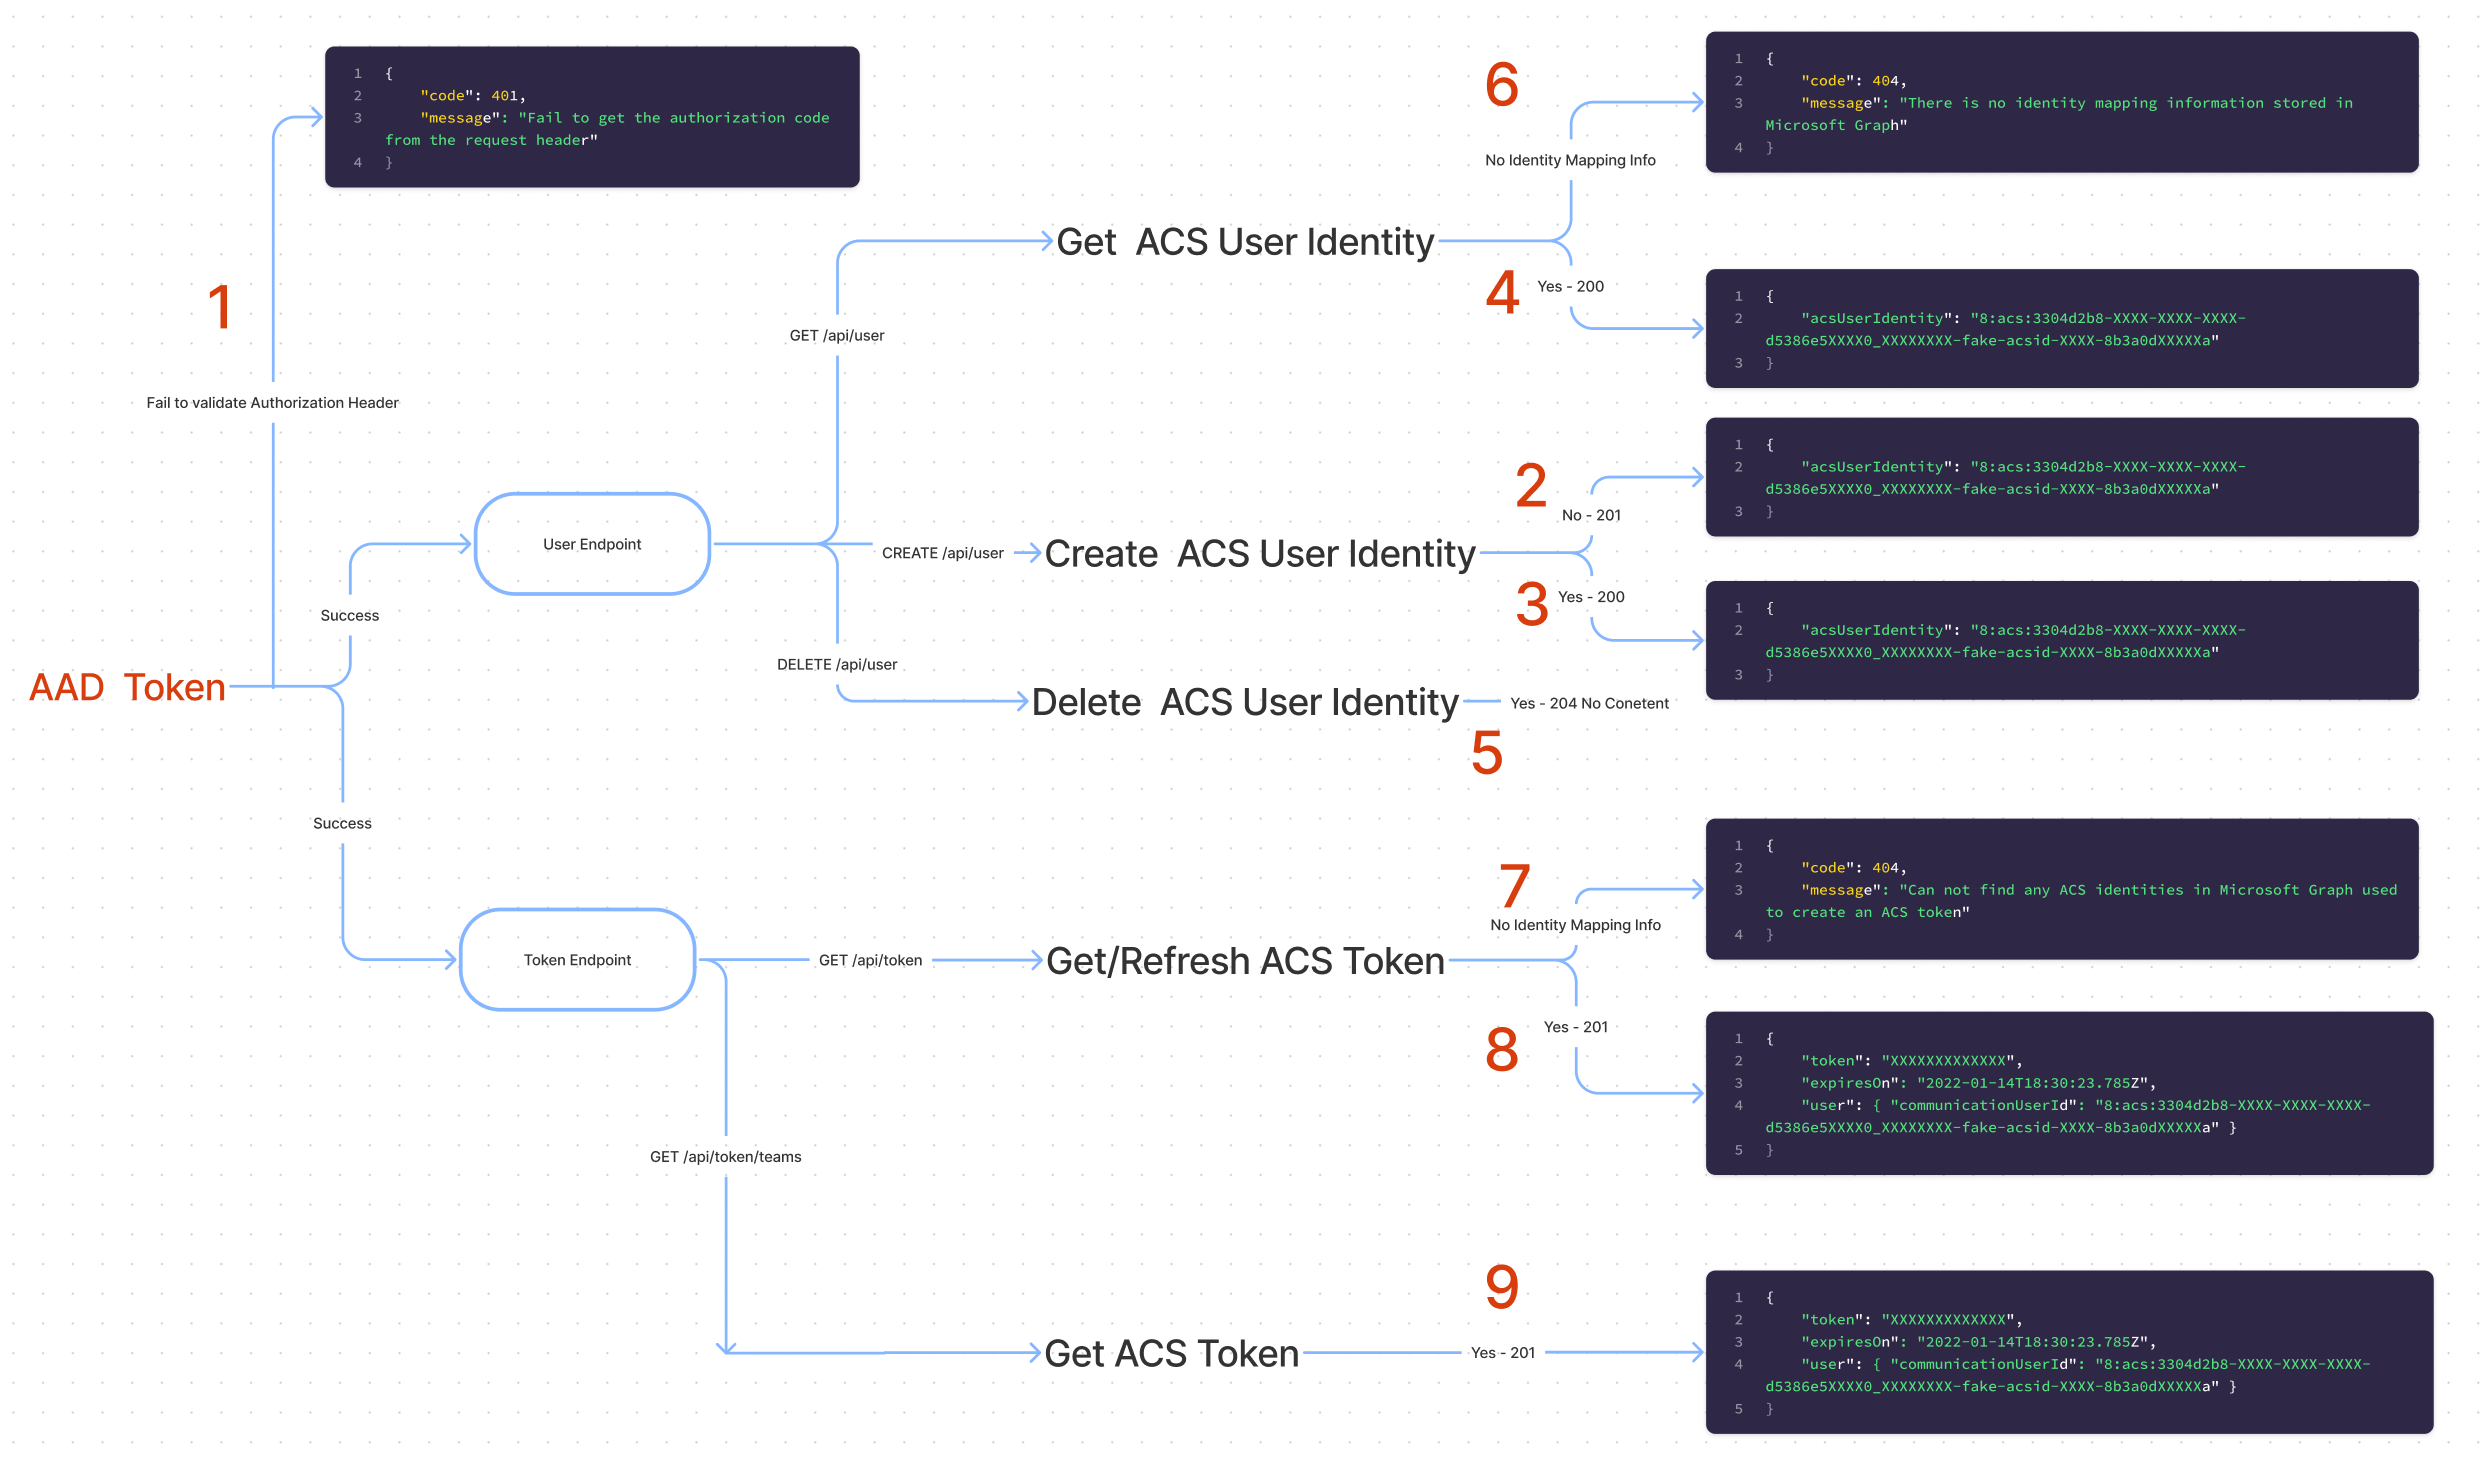 1 {
2 "code": 401,
3 "message": "Fail to get the authorization code
from the request header"
4 }
1
Fail to validate Authorization Header
AAD Token
Success
User Endpoint
Success
Token Endpoint
GET /api/user
CREATE /api/user
DELETE /api/user
Get ACS User Identity
6
No Identity Mapping Info
1 {
2 "code": 404,
3 "message": "There is no identity mapping information stored in
Microsoft Graph"
4 }
4
Yes - 200
1 {
2 "acsUserIdentity": "8:acs:3304d2b8-XXXX-XXXX-XXXX-
d5386e5XXXX0_XXXXXXXX-fake-acsid-XXXX-8b3a0dXXXXXa"
3 }
Create ACS User Identity
2
No - 201
1 {
2 "acsUserIdentity": "8:acs:3304d2b8-XXXX-XXXX-XXXX-
d5386e5XXXX0_XXXXXXXX-fake-acsid-XXXX-8b3a0dXXXXXa"
3 }
3
Yes - 200
1 {
2 "acsUserIdentity": "8:acs:3304d2b8-XXXX-XXXX-XXXX-
d5386e5XXXX0_XXXXXXXX-fake-acsid-XXXX-8b3a0dXXXXXa"
3 }
Delete ACS User Identity
Yes - 204 No Conetent
5
GET /api/token
Get/Refresh ACS Token
7
No Identity Mapping Info
1 {
2 "code": 404,
3 "message": "Can not find any ACS identities in Microsoft Graph used
to create an ACS token"
4 }
8
Yes - 201
1 {
2 "token": "XXXXXXXXXXXXX",
3 "expiresOn": "2022-01-14T18:30:23.785Z",
4 "user": { "communicationUserId": "8:acs:3304d2b8-XXXX-XXXX-XXXX-
d5386e5XXXX0_XXXXXXXX-fake-acsid-XXXX-8b3a0dXXXXXa" }
5 }
GET /api/token/teams
Get ACS Token
9
Yes - 201
1 {
2 "token": "XXXXXXXXXXXXX",
3 "expiresOn": "2022-01-14T18:30:23.785Z",
4 "user": { "communicationUserId": "8:acs:3304d2b8-XXXX-XXXX-XXXX-
d5386e5XXXX0_XXXXXXXX-fake-acsid-XXXX-8b3a0dXXXXXa" }
5 }